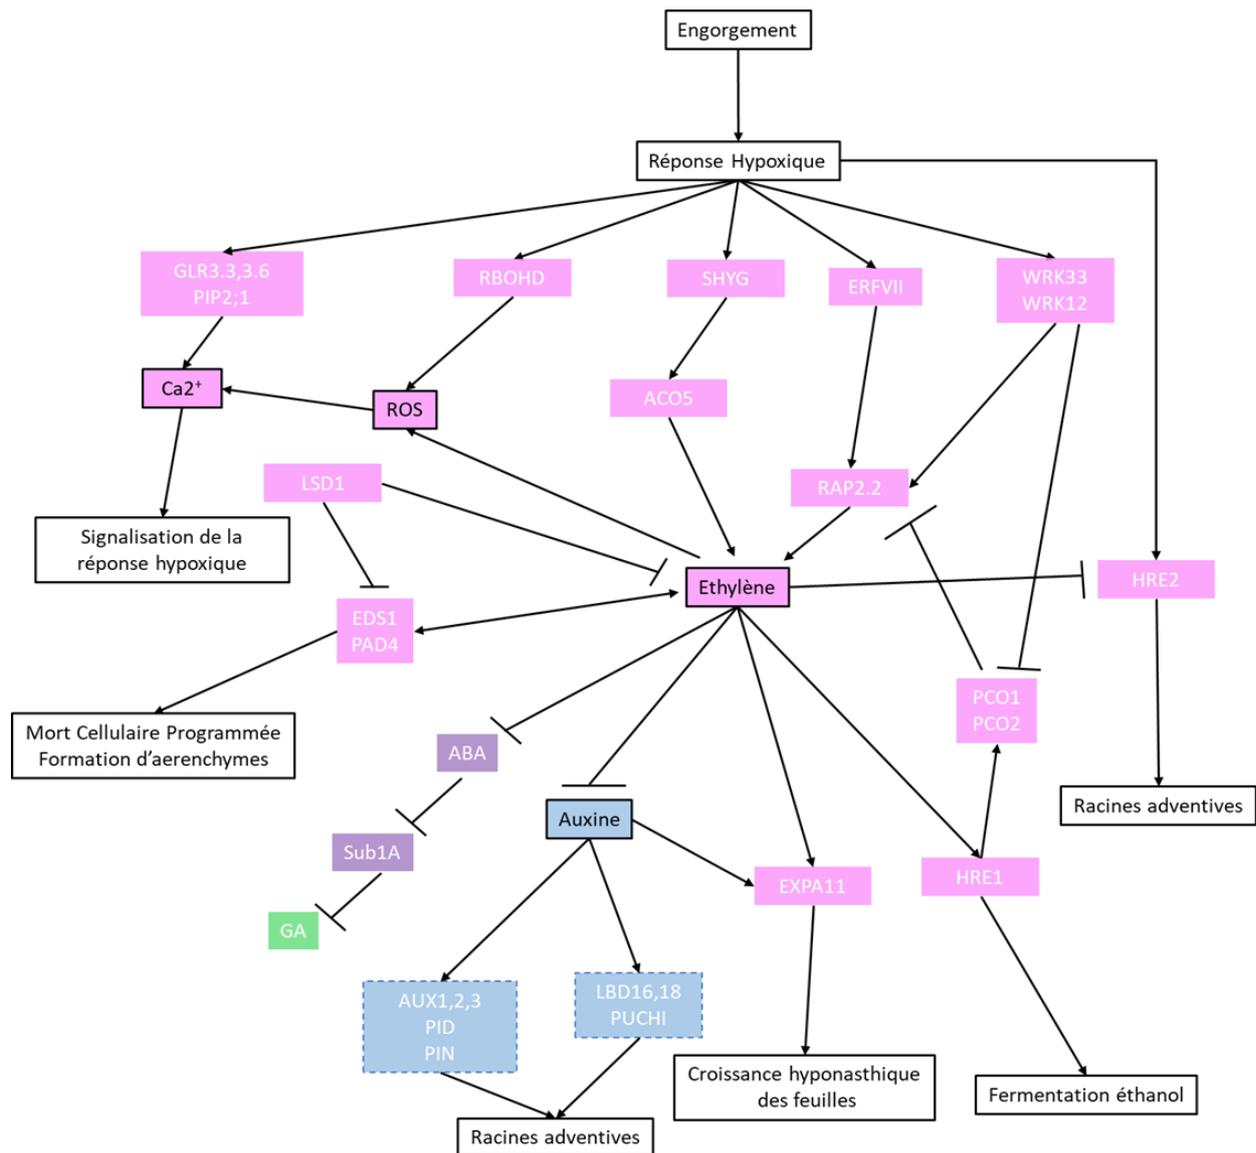 Engorgement
Réponse Hypoxique
GLR3.3,3.6
PIP2;1
RBOHD
SHYG
ERFVII
WRK33
WRK12
Ca2⁺
ROS
ACO5
LSD1
RAP2.2
Signalisation de la
réponse hypoxique
Ethylène
HRE2
EDS1
PAD4
PCO1
PCO2
Mort Cellulaire Programmée
Formation d'aerenchymes
ABA
Racines adventives
Auxine
Sub1A
EXPA11
HRE1
GA
AUX1,2,3
PID
PIN
LBD16,18
PUCHI
Croissance hyponasthique
des feuilles
Fermentation éthanol
Racines adventives